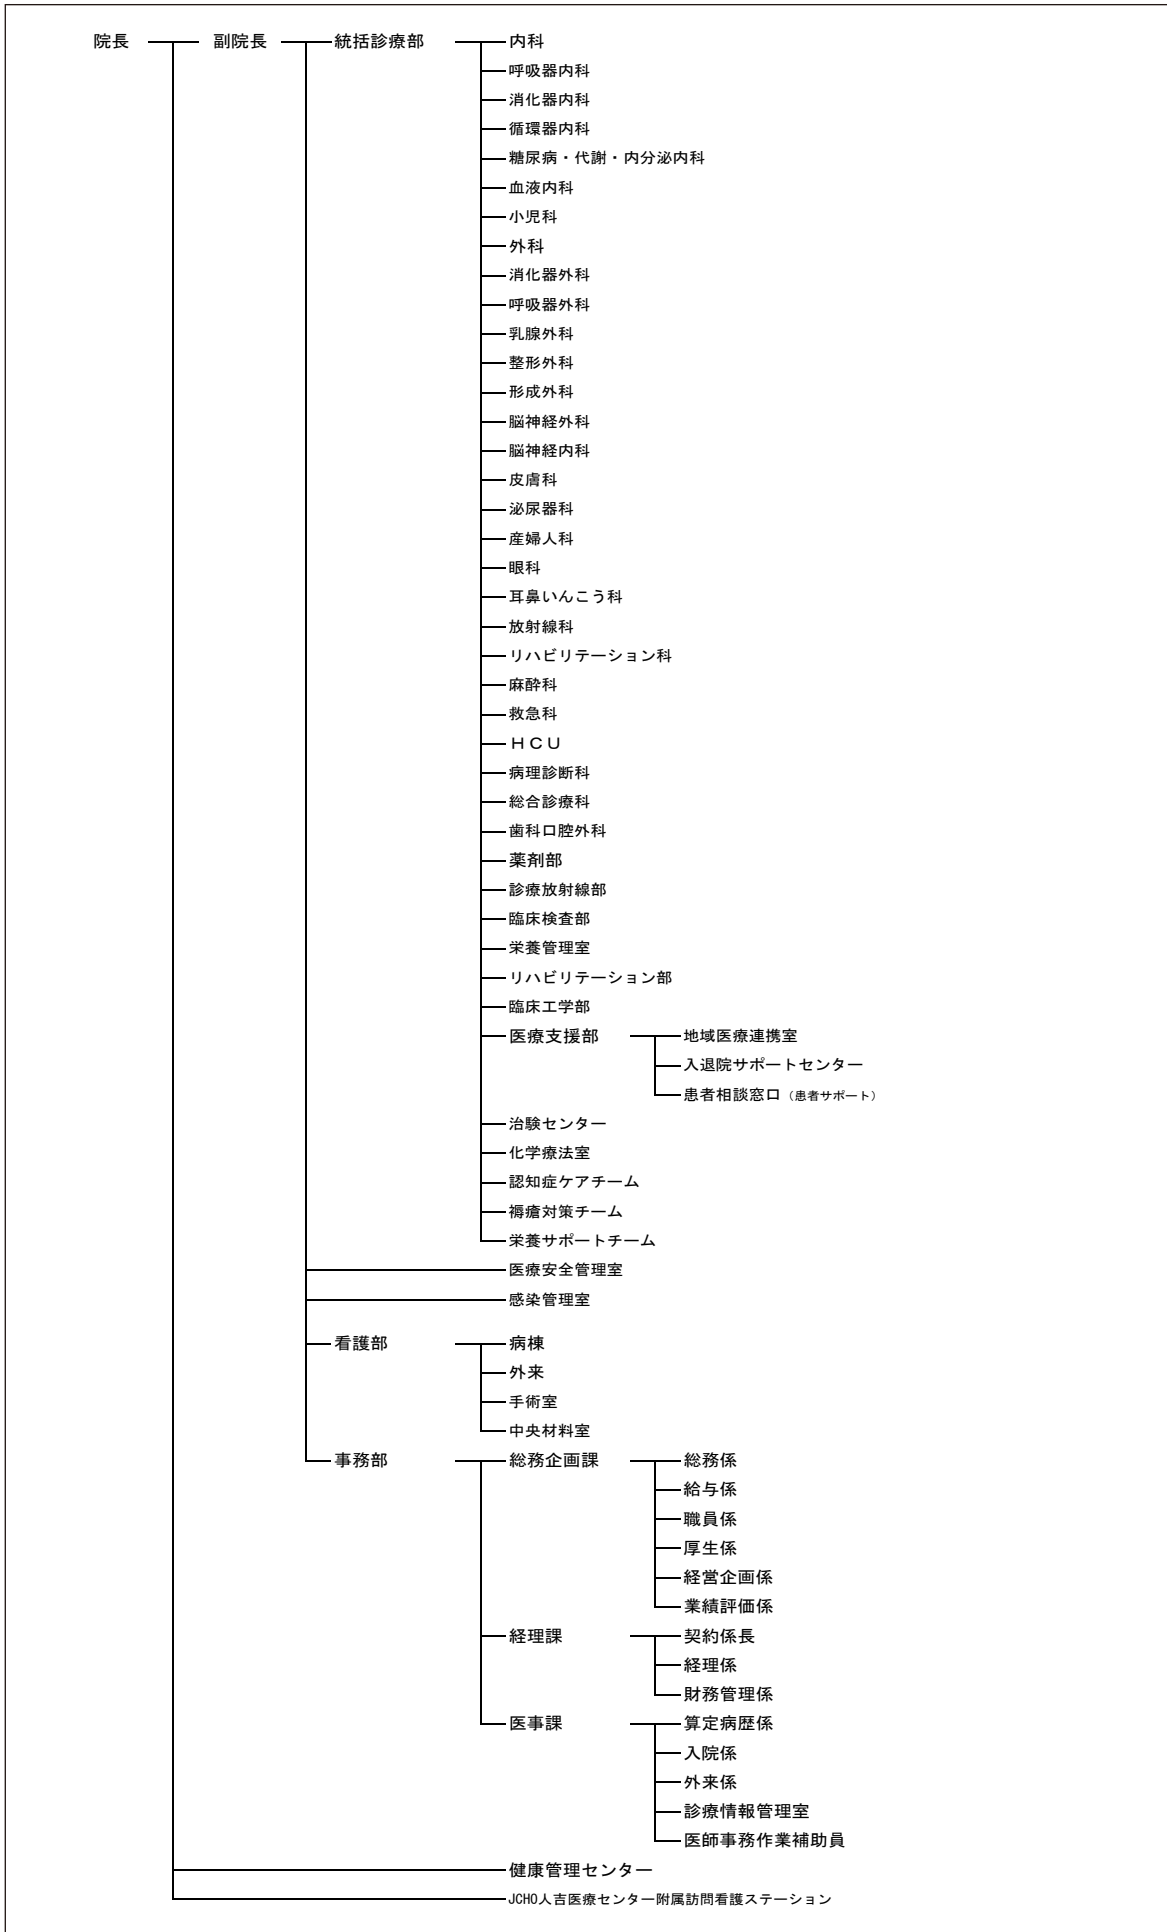 院長 副院長 統括診療部 内科
呼吸器内科
消化器内科
循環器内科
糖尿病・代謝・内分泌内科
血液内科
小児科
外科
消化器外科
呼吸器外科
乳腺外科
整形外科
形成外科
脳神経外科
脳神経内科
皮膚科
泌尿器科
産婦人科
眼科
耳鼻いんこう科
放射線科
リハビリテーション科
麻酔科
救急科
ＨＣＵ
病理診断科
総合診療科
歯科口腔外科
薬剤部
診療放射線部
臨床検査部
栄養管理室
リハビリテーション部
臨床工学部
医療支援部 地域医療連携室
入退院サポートセンター
患者相談窓口（患者サポート）
治験センター
化学療法室
認知症ケアチーム
褥瘡対策チーム
栄養サポートチーム
医療安全管理室
感染管理室
看護部 病棟
外来
手術室
中央材料室
事務部 総務企画課 総務係
給与係
職員係
厚生係
経営企画係
業績評価係
経理課 契約係長
経理係
財務管理係
医事課 算定病歴係
入院係
外来係
診療情報管理室
医師事務作業補助員
健康管理センター
JCHO人吉医療センター附属訪問看護ステーション